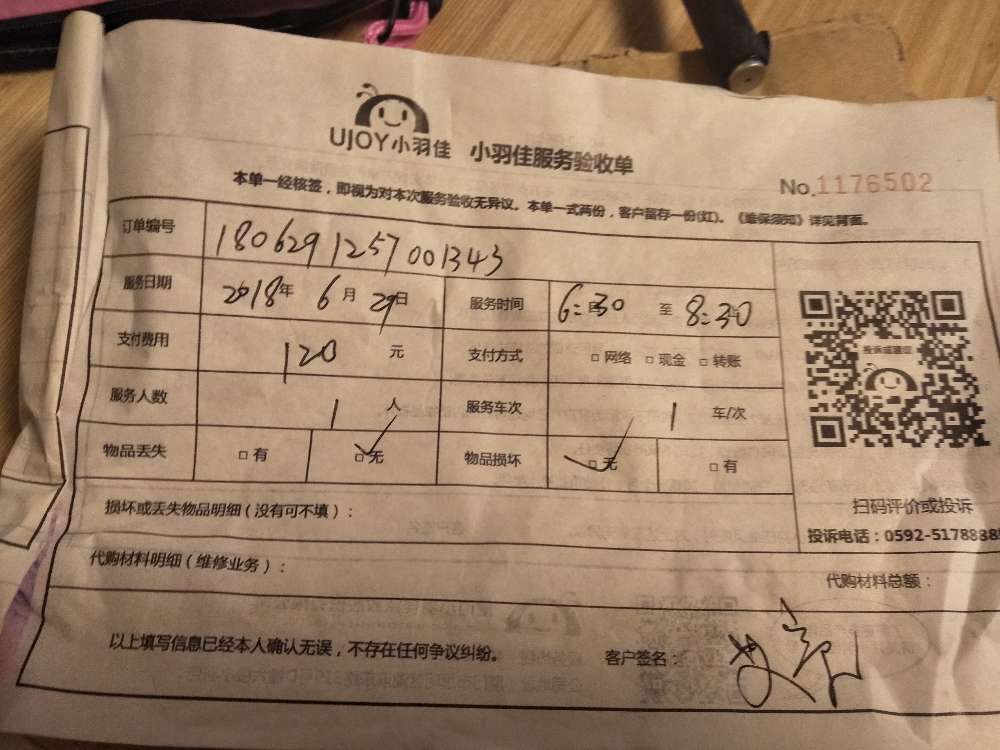 UJOY小羽佳 小羽佳服务验收单
No.1176502
本单一经核签，即视为对本次服务验收无异议。本单一式两份，客户留存一份(红)。《维保须知》详见背面。
订单编号 1806291257001343
服务日期 2018年 6月 29日 服务时间 6:30 至 8:30
支付费用 120 元 支付方式 □ 网络 □ 现金 □ 转账
服务人数 1 人 服务车次 1 车/次
物品丢失 □ 有 □ 无 物品损坏 □ 无 □ 有
投诉或建议
扫码评价或投诉
损坏或丢失物品明细（没有可不填）：
投诉电话：0592-5178838
代购材料明细（维修业务）：
代购材料总额：
以上填写信息已经本人确认无误，不存在任何争议纠纷。 客户签名：